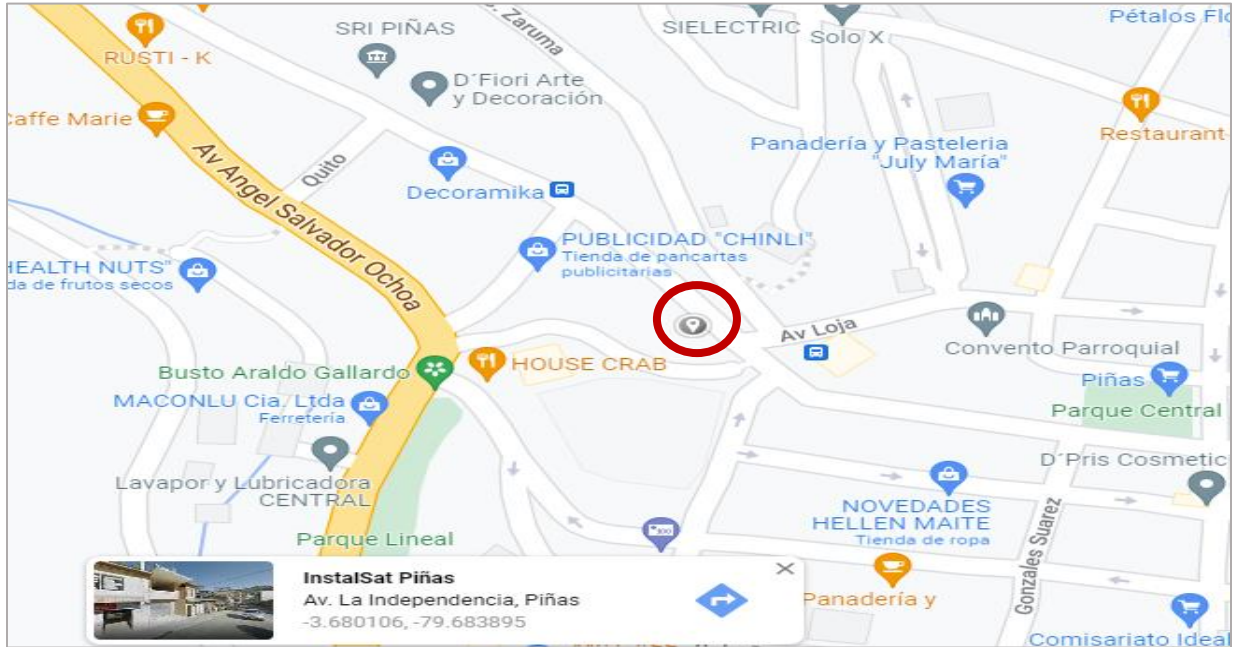 SRI PIÑAS
Zaruma
SIELECTRIC
Solo X
Pétalos Flo
RUSTI - K
D´Fiori Arte
y Decoración
Caffe Marie
Restaurant
Panadería y Pasteleria
"July María"
Quito
Decoramika
Av Angel Salvador Ochoa
PUBLICIDAD "CHINLI"
Tienda de pancartas
publicitarias
HEALTH NUTS"
da de frutos secos
Av Loja
Convento Parroquial
HOUSE CRAB
Busto Araldo Gallardo
Piñas
MACONLU Cia. Ltda
Ferretería
Parque Central
D´Pris Cosmetic
Lavapor y Lubricadora
CENTRAL
NOVEDADES
HELLEN MAITE
Tienda de ropa
Gonzales Suarez
Parque Lineal
InstalSat Piñas
Av. La Independencia, Piñas
-3.680106, -79.683895
Panadería y
Comisariato Ideal